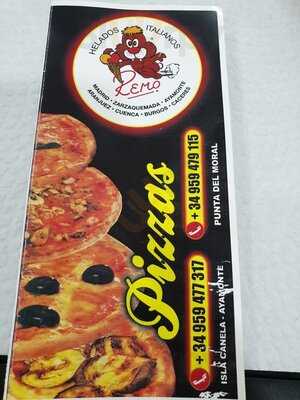 HELADOS ITALIANOS
Remo
MADRID • ZARZAQUEMADA • AYAMONTE
ARANJUEZ • CUENCA • BURGOS • CACERES
Pizzas
+ 34 959 479 115
PUNTA DEL MORAL
+ 34 959 477 317
ISLA CANELA - AYAMONTE